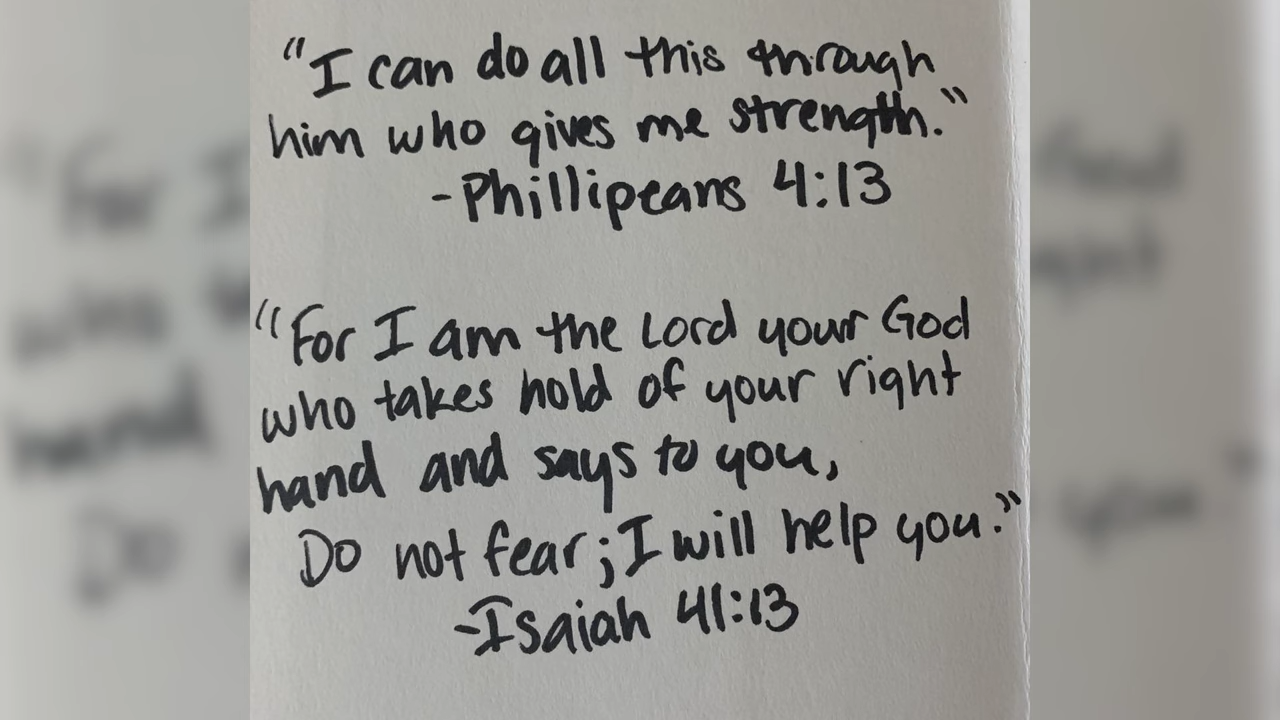 "I can do all this through
him who gives me strength."
-Phillipeans 4:13
"For I am the Lord your God
who takes hold of your right
hand and says to you,
Do not fear; I will help you."
-Isaiah 41:13